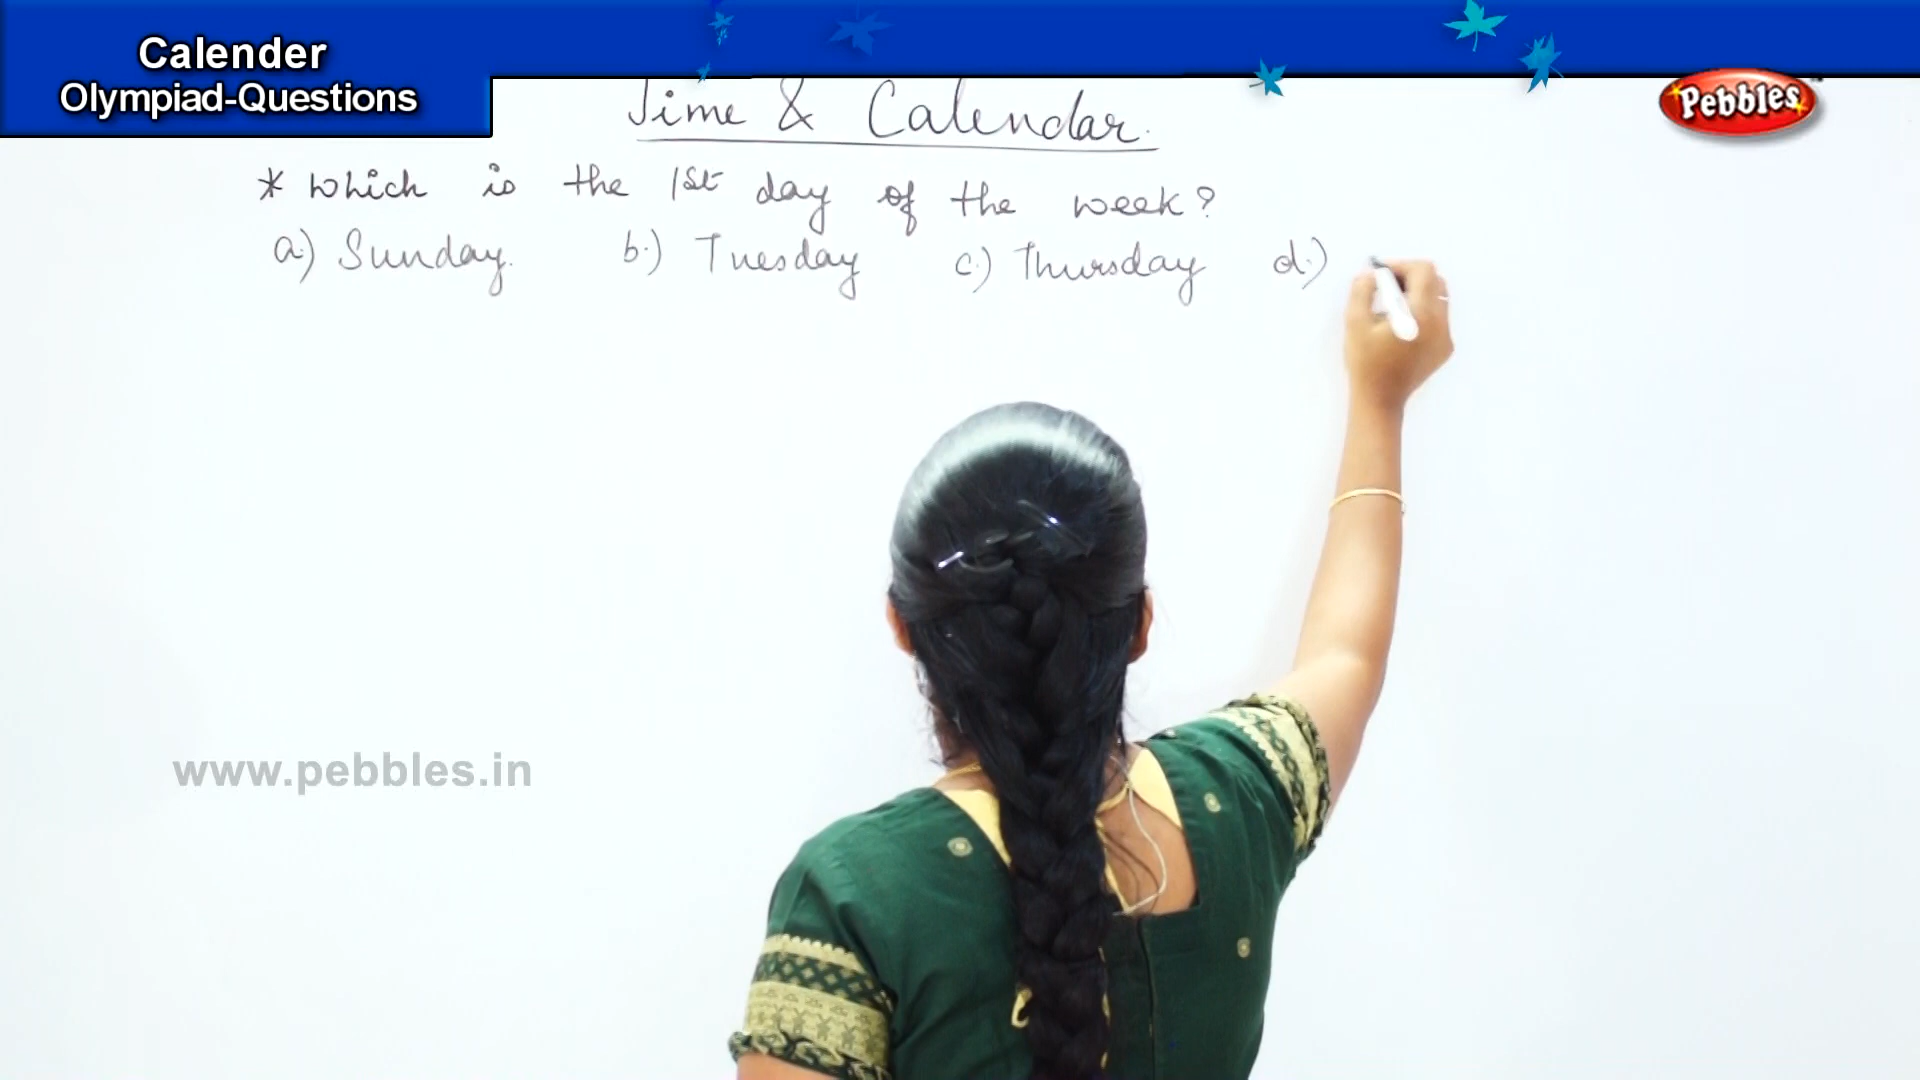 Calender
Olympiad-Questions
Pebbles
Time & Calendar.
* Which is the 1st day of the week?
a.) Sunday. b.) Tuesday c.) Thursday d.)
www.pebbles.in